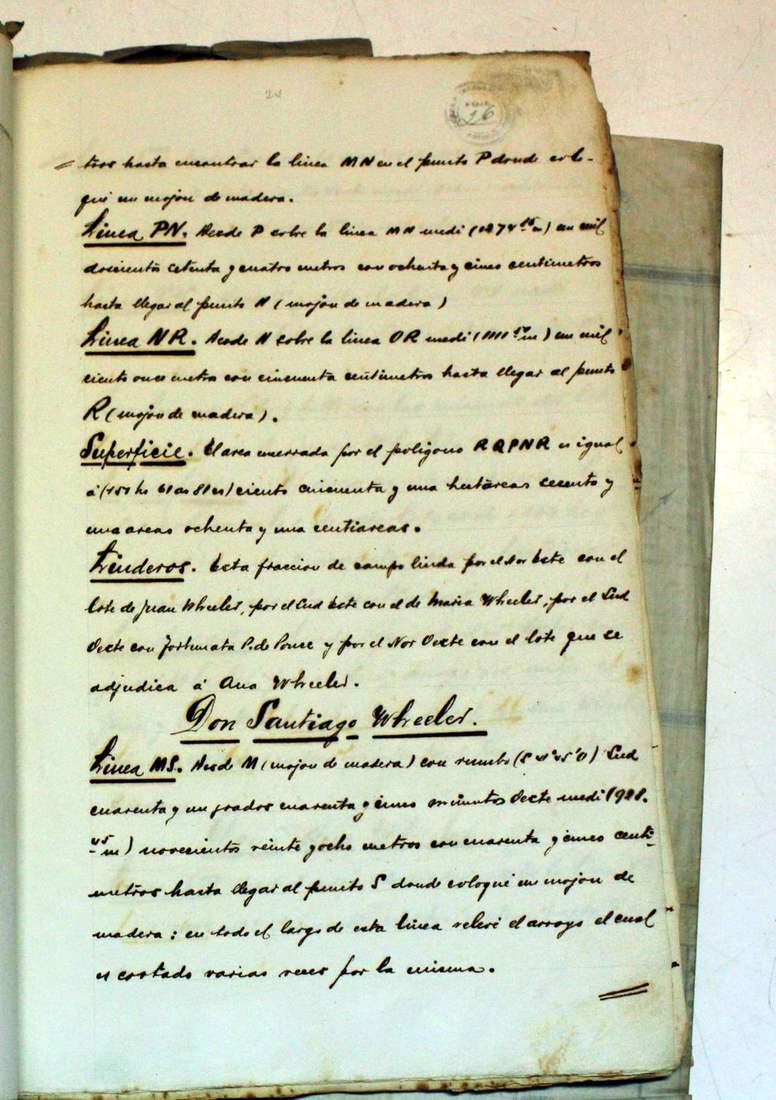 24
26
tros hasta encontrar la linea MN en el punto P donde colo-
qué un mojon de madera.
Linea PN. Desde P sobre la linea MN medi (1274 85 m) un mil
doscientos setenta y cuatro metros con ochenta y cinco centimetros
hasta llegar al punto N (mojon de madera)
Linea NR. Desde N sobre la linea OR medi (1111 50 m) un mil
ciento once metros con cincuenta centimetros hasta llegar al punto
R (mojon de madera).
Superficie. El area encerrada por el poligono RQPNR es igual
á (151 hs 61 as 81 cs) ciento cincuenta y una hectáreas sesenta y
una areas ochenta y una centiareas.
Linderos. Esta fraccion de campo linda por el Nor Este con el
lote de Juan Wheeler, por el Sud Este con el de Maria Wheeler, por el Sud
Oeste con Fortunata P. de Ponce y por el Nor Oeste con el lote que se
adjudica á Ana Wheeler.
Don Santiago Wheeler.
Linea MS. Desde M (mojon de madera) con rumbo (S 41° 45' O) Sud
cuarenta y un grados cuarenta y cinco minutos Oeste medi (928.
45 m) novecientos veinte y ocho metros con cuarenta y cinco centi-
metros hasta llegar al punto S donde coloqué un mojon de
madera: en todo el largo de esta linea relevé el arroyo el cual
es cortado varias veces por la misma.